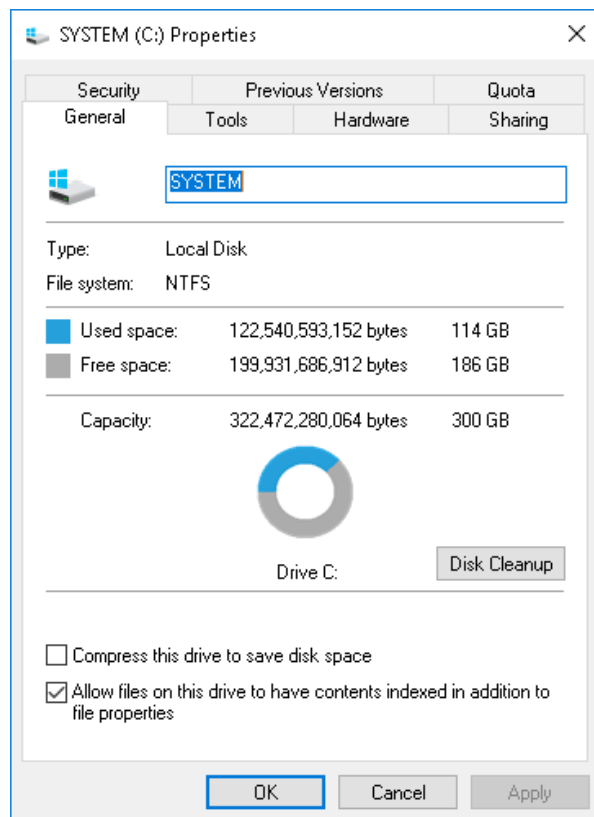 SYSTEM (C:) Properties
Security Previous Versions Quota
General Tools Hardware Sharing
SYSTEM
Type: Local Disk
File system: NTFS
Used space: 122,540,593,152 bytes 114 GB
Free space: 199,931,686,912 bytes 186 GB
Capacity: 322,472,280,064 bytes 300 GB
Drive C:
Disk Cleanup
Compress this drive to save disk space
Allow files on this drive to have contents indexed in addition to
file properties
OK Cancel Apply